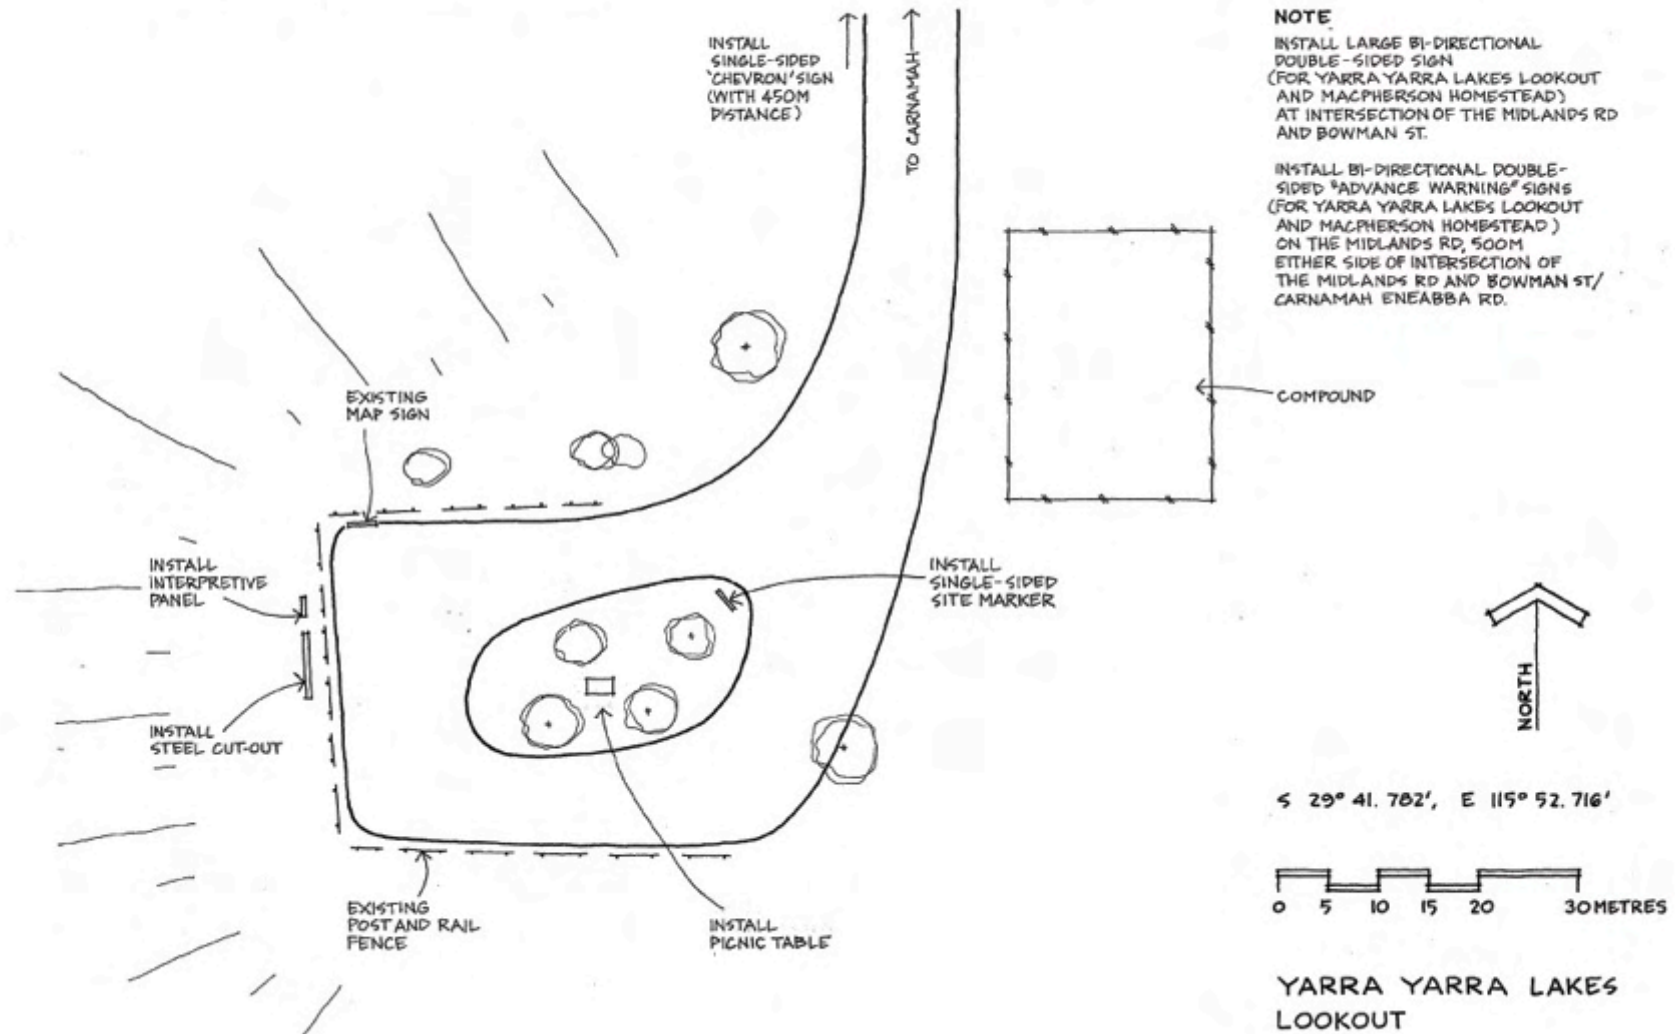 INSTALL
SINGLE-SIDED
'CHEVRON' SIGN
(WITH 450M
DISTANCE)
TO CARNAMAH
NOTE
INSTALL LARGE BI-DIRECTIONAL
DOUBLE-SIDED SIGN
(FOR YARRA YARRA LAKES LOOKOUT
AND MACPHERSON HOMESTEAD)
AT INTERSECTION OF THE MIDLANDS RD
AND BOWMAN ST.
INSTALL BI-DIRECTIONAL DOUBLE-
SIDED "ADVANCE WARNING" SIGNS
(FOR YARRA YARRA LAKES LOOKOUT
AND MACPHERSON HOMESTEAD)
ON THE MIDLANDS RD, 500M
EITHER SIDE OF INTERSECTION OF
THE MIDLANDS RD AND BOWMAN ST/
CARNAMAH ENEABBA RD.
COMPOUND
EXISTING
MAP SIGN
INSTALL
INTERPRETIVE
PANEL
INSTALL
SINGLE-SIDED
SITE MARKER
INSTALL
STEEL CUT-OUT
NORTH
S 29° 41. 782', E 115° 52. 716'
EXISTING
POST AND RAIL
FENCE
INSTALL
PICNIC TABLE
0 5 10 15 20 30 METRES
YARRA YARRA LAKES
LOOKOUT